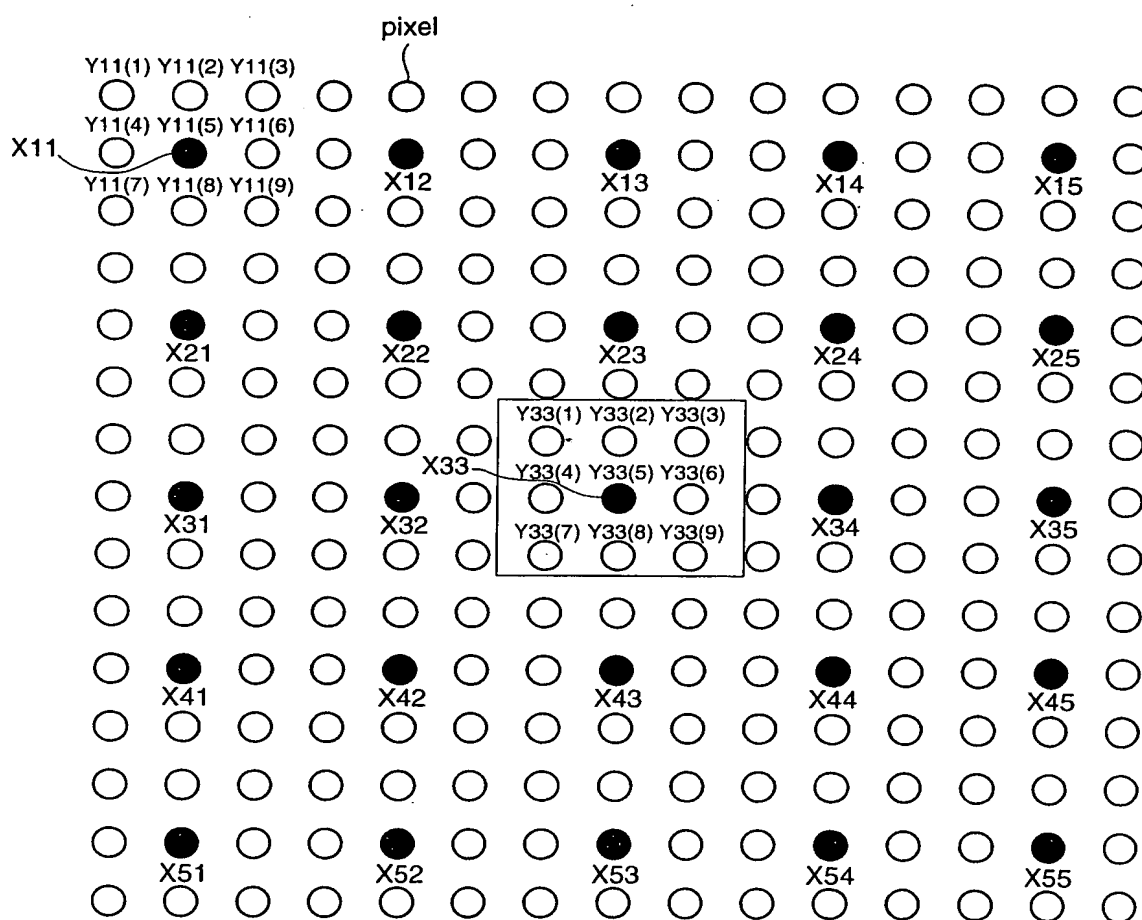 pixel
Y11(1) Y11(2) Y11(3)
Y11(4) Y11(5) Y11(6)
X11
Y11(7) Y11(8) Y11(9)
X12 X13 X14 X15
X21 X22 X23 X24 X25
Y33(1) Y33(2) Y33(3)
X33
Y33(4) Y33(5) Y33(6)
X31 X32 X34 X35
Y33(7) Y33(8) Y33(9)
X41 X42 X43 X44 X45
X51 X52 X53 X54 X55